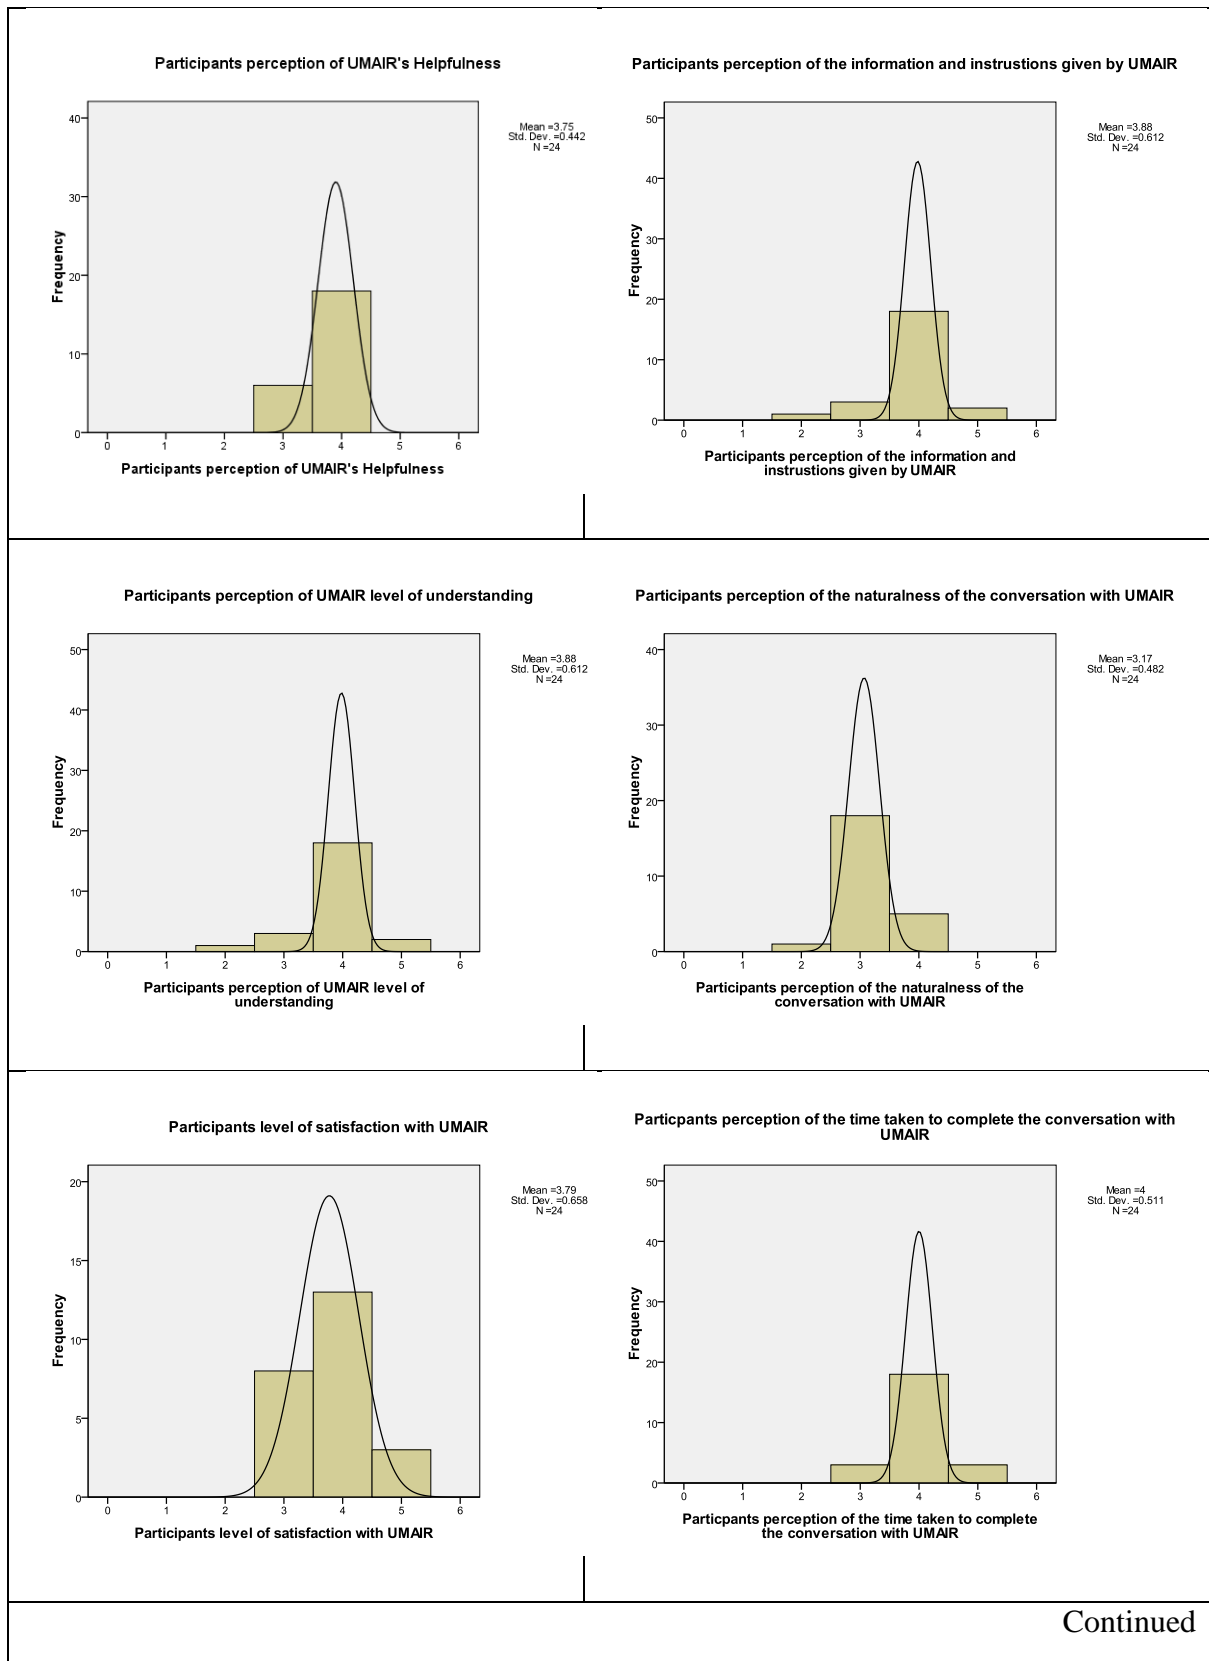 Participants perception of UMAIR's Helpfulness
Mean =3.75
Std. Dev. =0.442
N =24
40
30
20
10
0
Frequency
0 1 2 3 4 5 6
Participants perception of UMAIR's Helpfulness
Participants perception of the information and instrustions given by UMAIR
Mean =3.88
Std. Dev. =0.612
N =24
50
40
30
20
10
0
Frequency
0 1 2 3 4 5 6
Participants perception of the information and
instrustions given by UMAIR
Participants perception of UMAIR level of understanding
Mean =3.88
Std. Dev. =0.612
N =24
50
40
30
20
10
0
Frequency
0 1 2 3 4 5 6
Participants perception of UMAIR level of
understanding
Participants perception of the naturalness of the conversation with UMAIR
Mean =3.17
Std. Dev. =0.482
N =24
40
30
20
10
0
Frequency
0 1 2 3 4 5 6
Participants perception of the naturalness of the
conversation with UMAIR
Participants level of satisfaction with UMAIR
Mean =3.79
Std. Dev. =0.658
N =24
20
15
10
5
0
Frequency
0 1 2 3 4 5 6
Participants level of satisfaction with UMAIR
Particpants perception of the time taken to complete the conversation with
UMAIR
Mean =4
Std. Dev. =0.511
N =24
50
40
30
20
10
0
Frequency
0 1 2 3 4 5 6
Particpants perception of the time taken to complete
the conversation with UMAIR
Continued